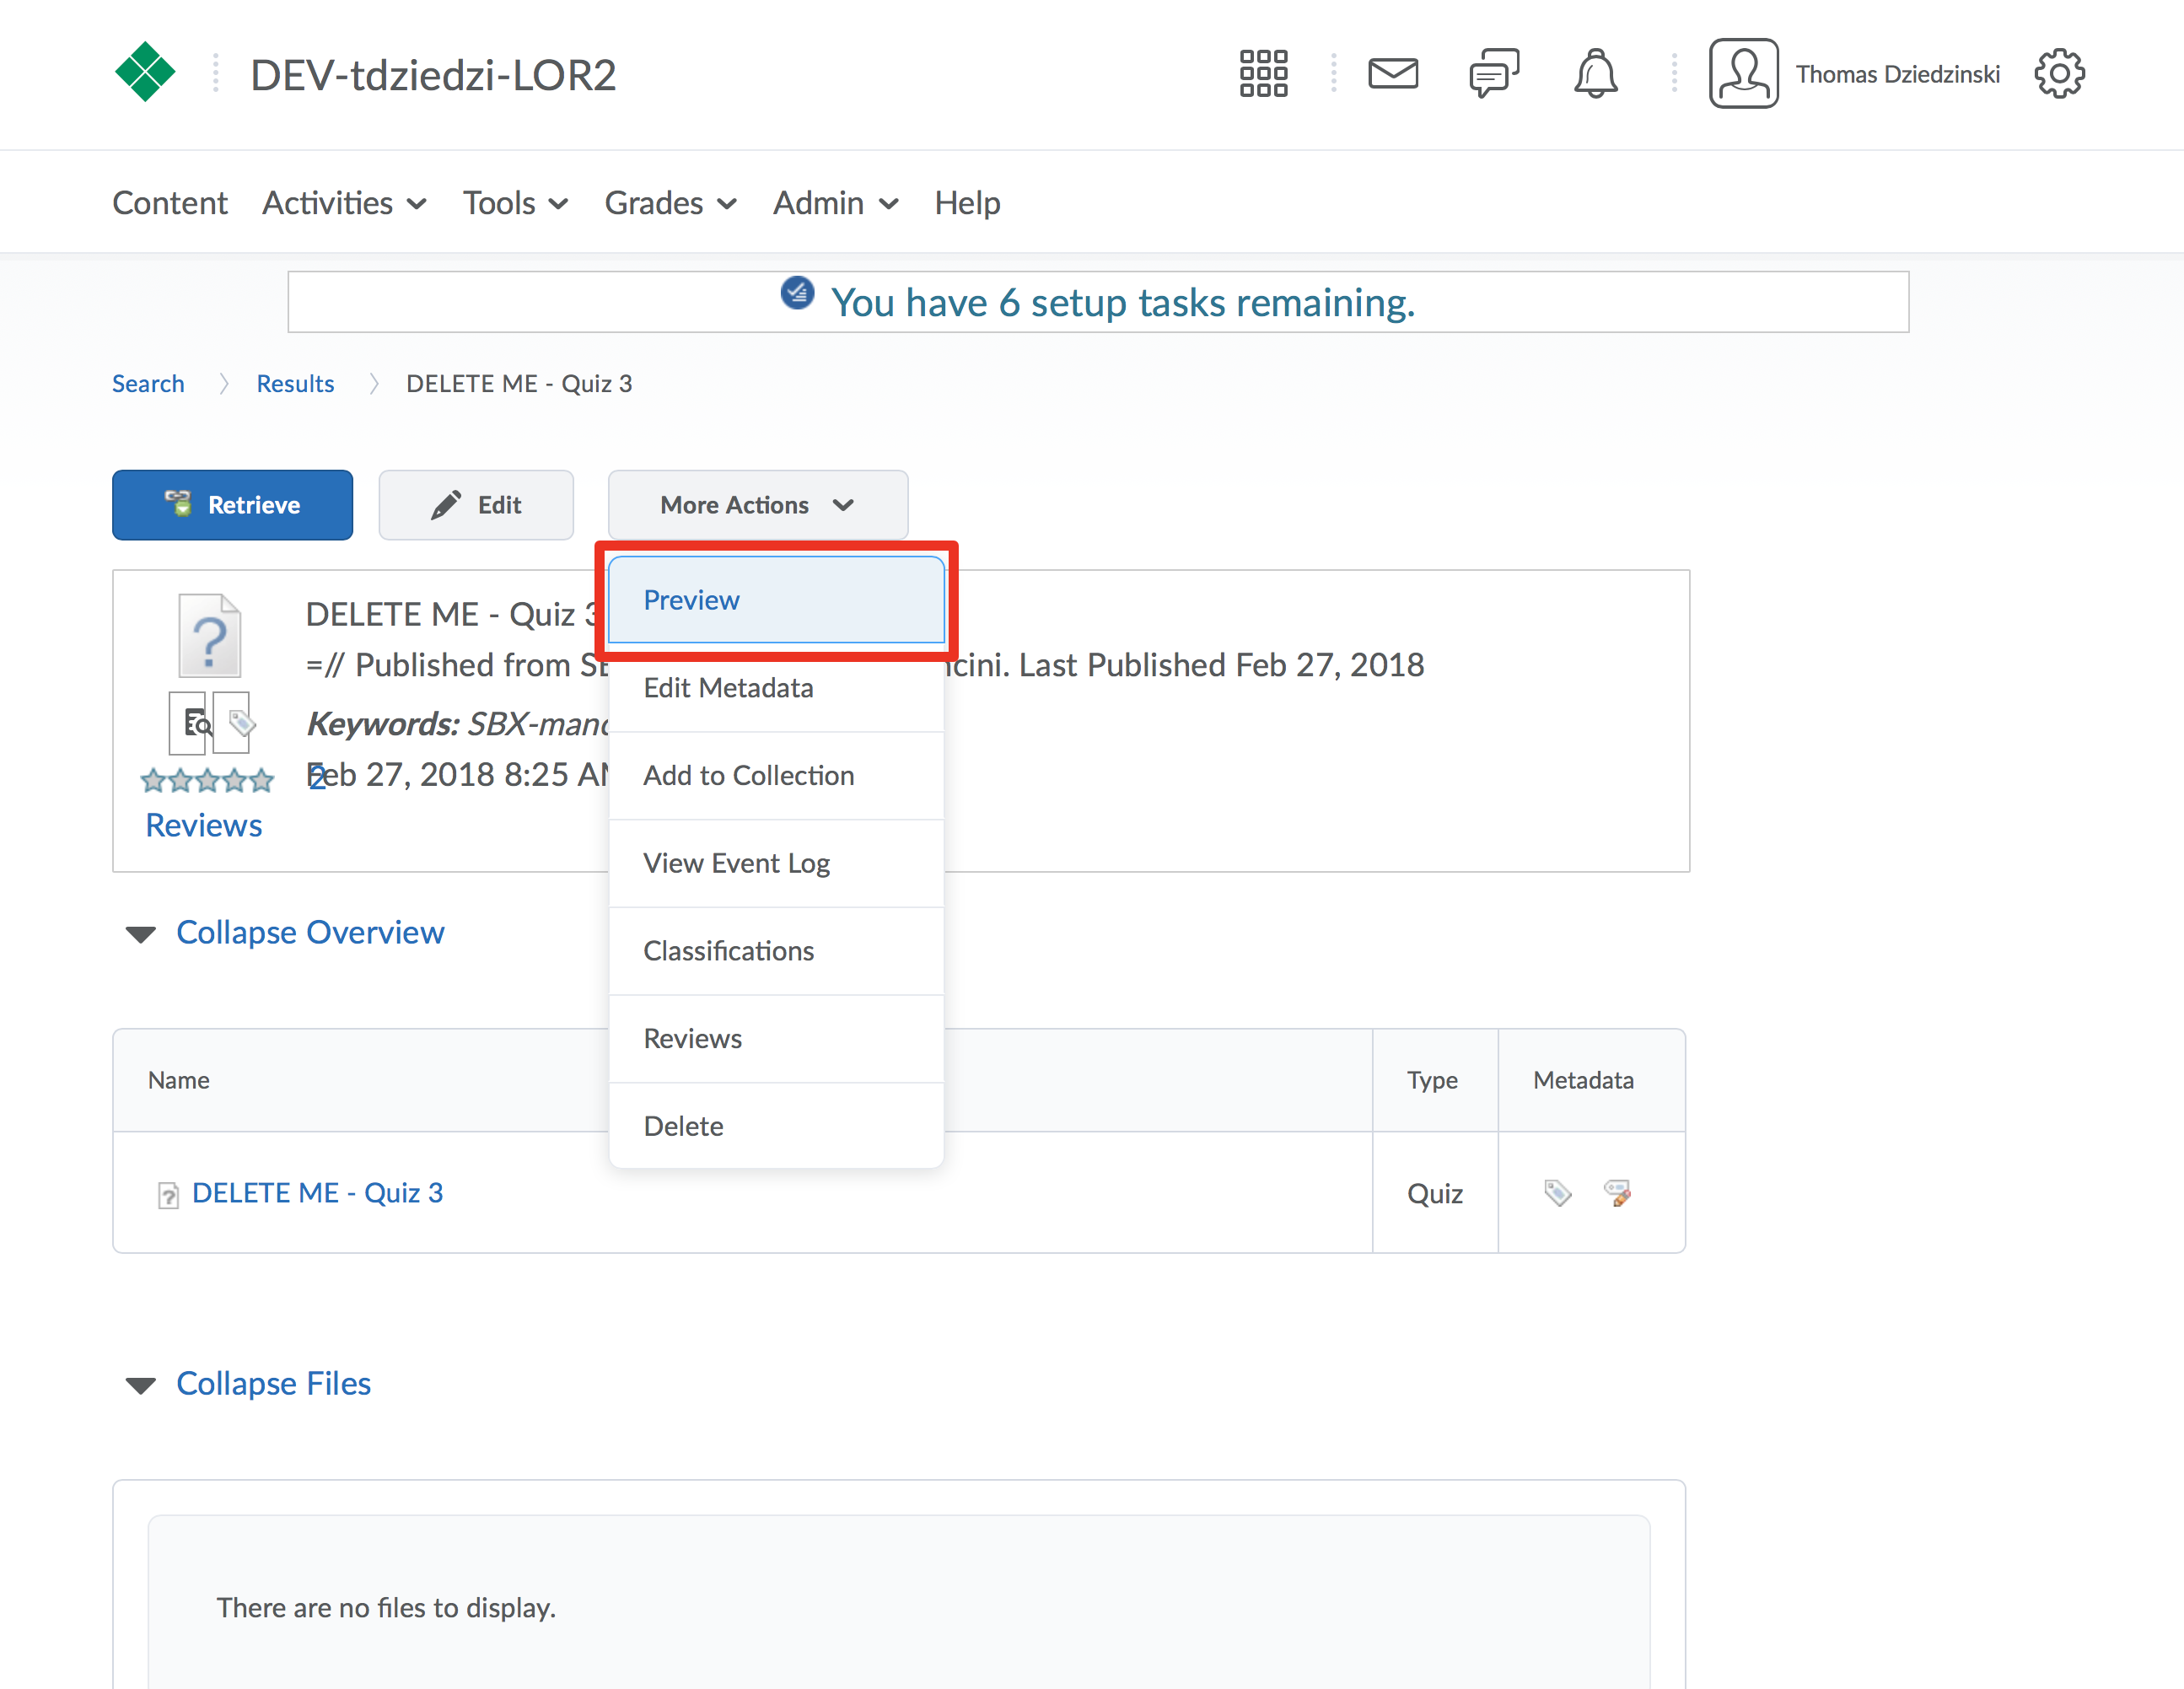 DEV-tdziedzi-LOR2
Thomas Dziedzinski
Content Activities Tools Grades Admin Help
You have 6 setup tasks remaining.
Search Results DELETE ME - Quiz 3
Retrieve Edit More Actions
Preview
Edit Metadata
Add to Collection
View Event Log
Classifications
Reviews
Delete
DELETE ME - Quiz 3
=// Published from cini. Last Published Feb 27, 2018
Keywords: SBX-man
Feb 27, 2018 8:25
2
Reviews
Collapse Overview
Name Type Metadata
DELETE ME - Quiz 3 Quiz
Collapse Files
There are no files to display.